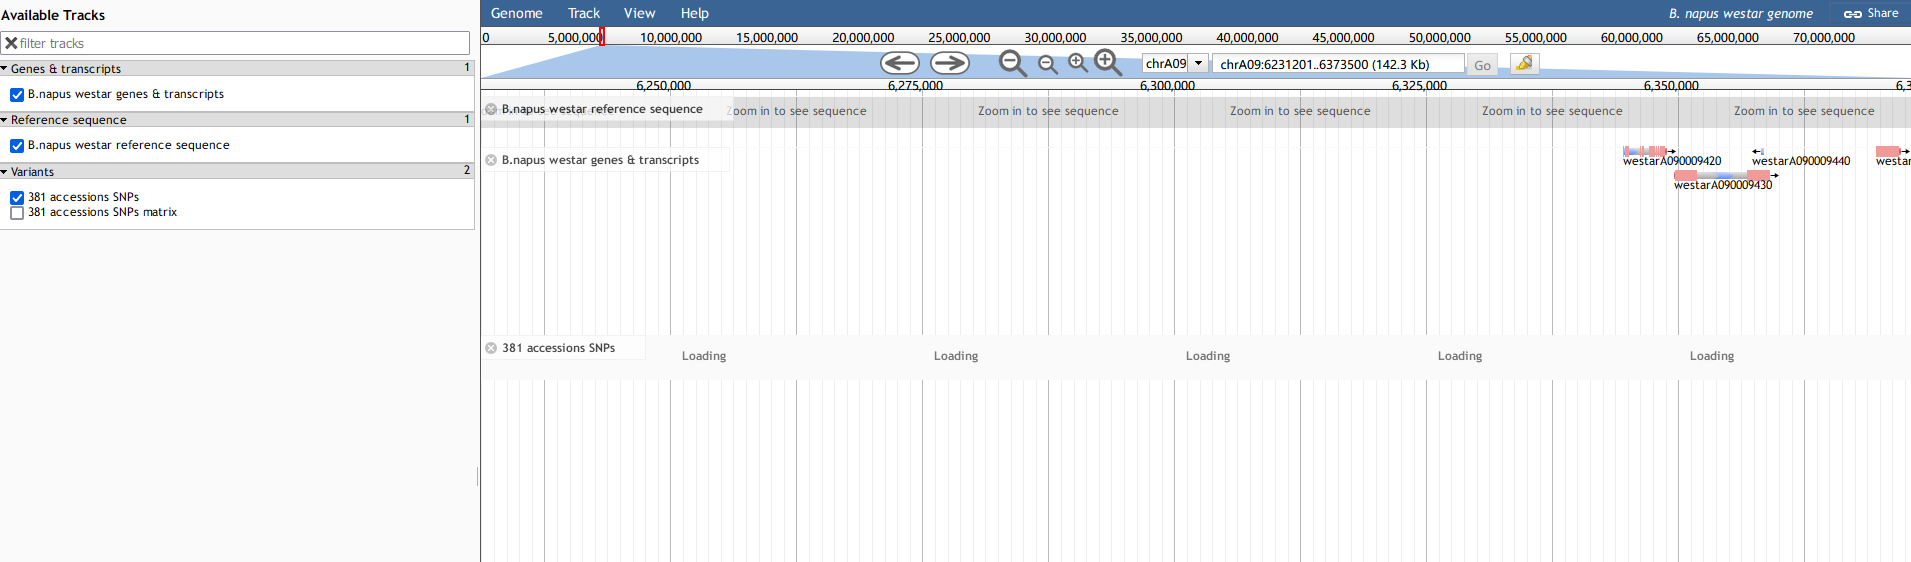 Available Tracks
filter tracks
Genes & transcripts 1
B.napus westar genes & transcripts
Reference sequence 1
B.napus westar reference sequence
Variants 2
381 accessions SNPs
381 accessions SNPs matrix
Genome Track View Help B. napus westar genome Share
0 5,000,000 10,000,000 15,000,000 20,000,000 25,000,000 30,000,000 35,000,000 40,000,000 45,000,000 50,000,000 55,000,000 60,000,000 65,000,000 70,000,000
chrA09 chrA09:6231201..6373500 (142.3 Kb) Go
6,250,000 6,275,000 6,300,000 6,325,000 6,350,000 6,3
B.napus westar reference sequence Zoom in to see sequence Zoom in to see sequence Zoom in to see sequence Zoom in to see sequence Zoom in to see sequence
B.napus westar genes & transcripts
westarA090009420 westarA090009440 westar
westarA090009430
381 accessions SNPs
Loading Loading Loading Loading Loading